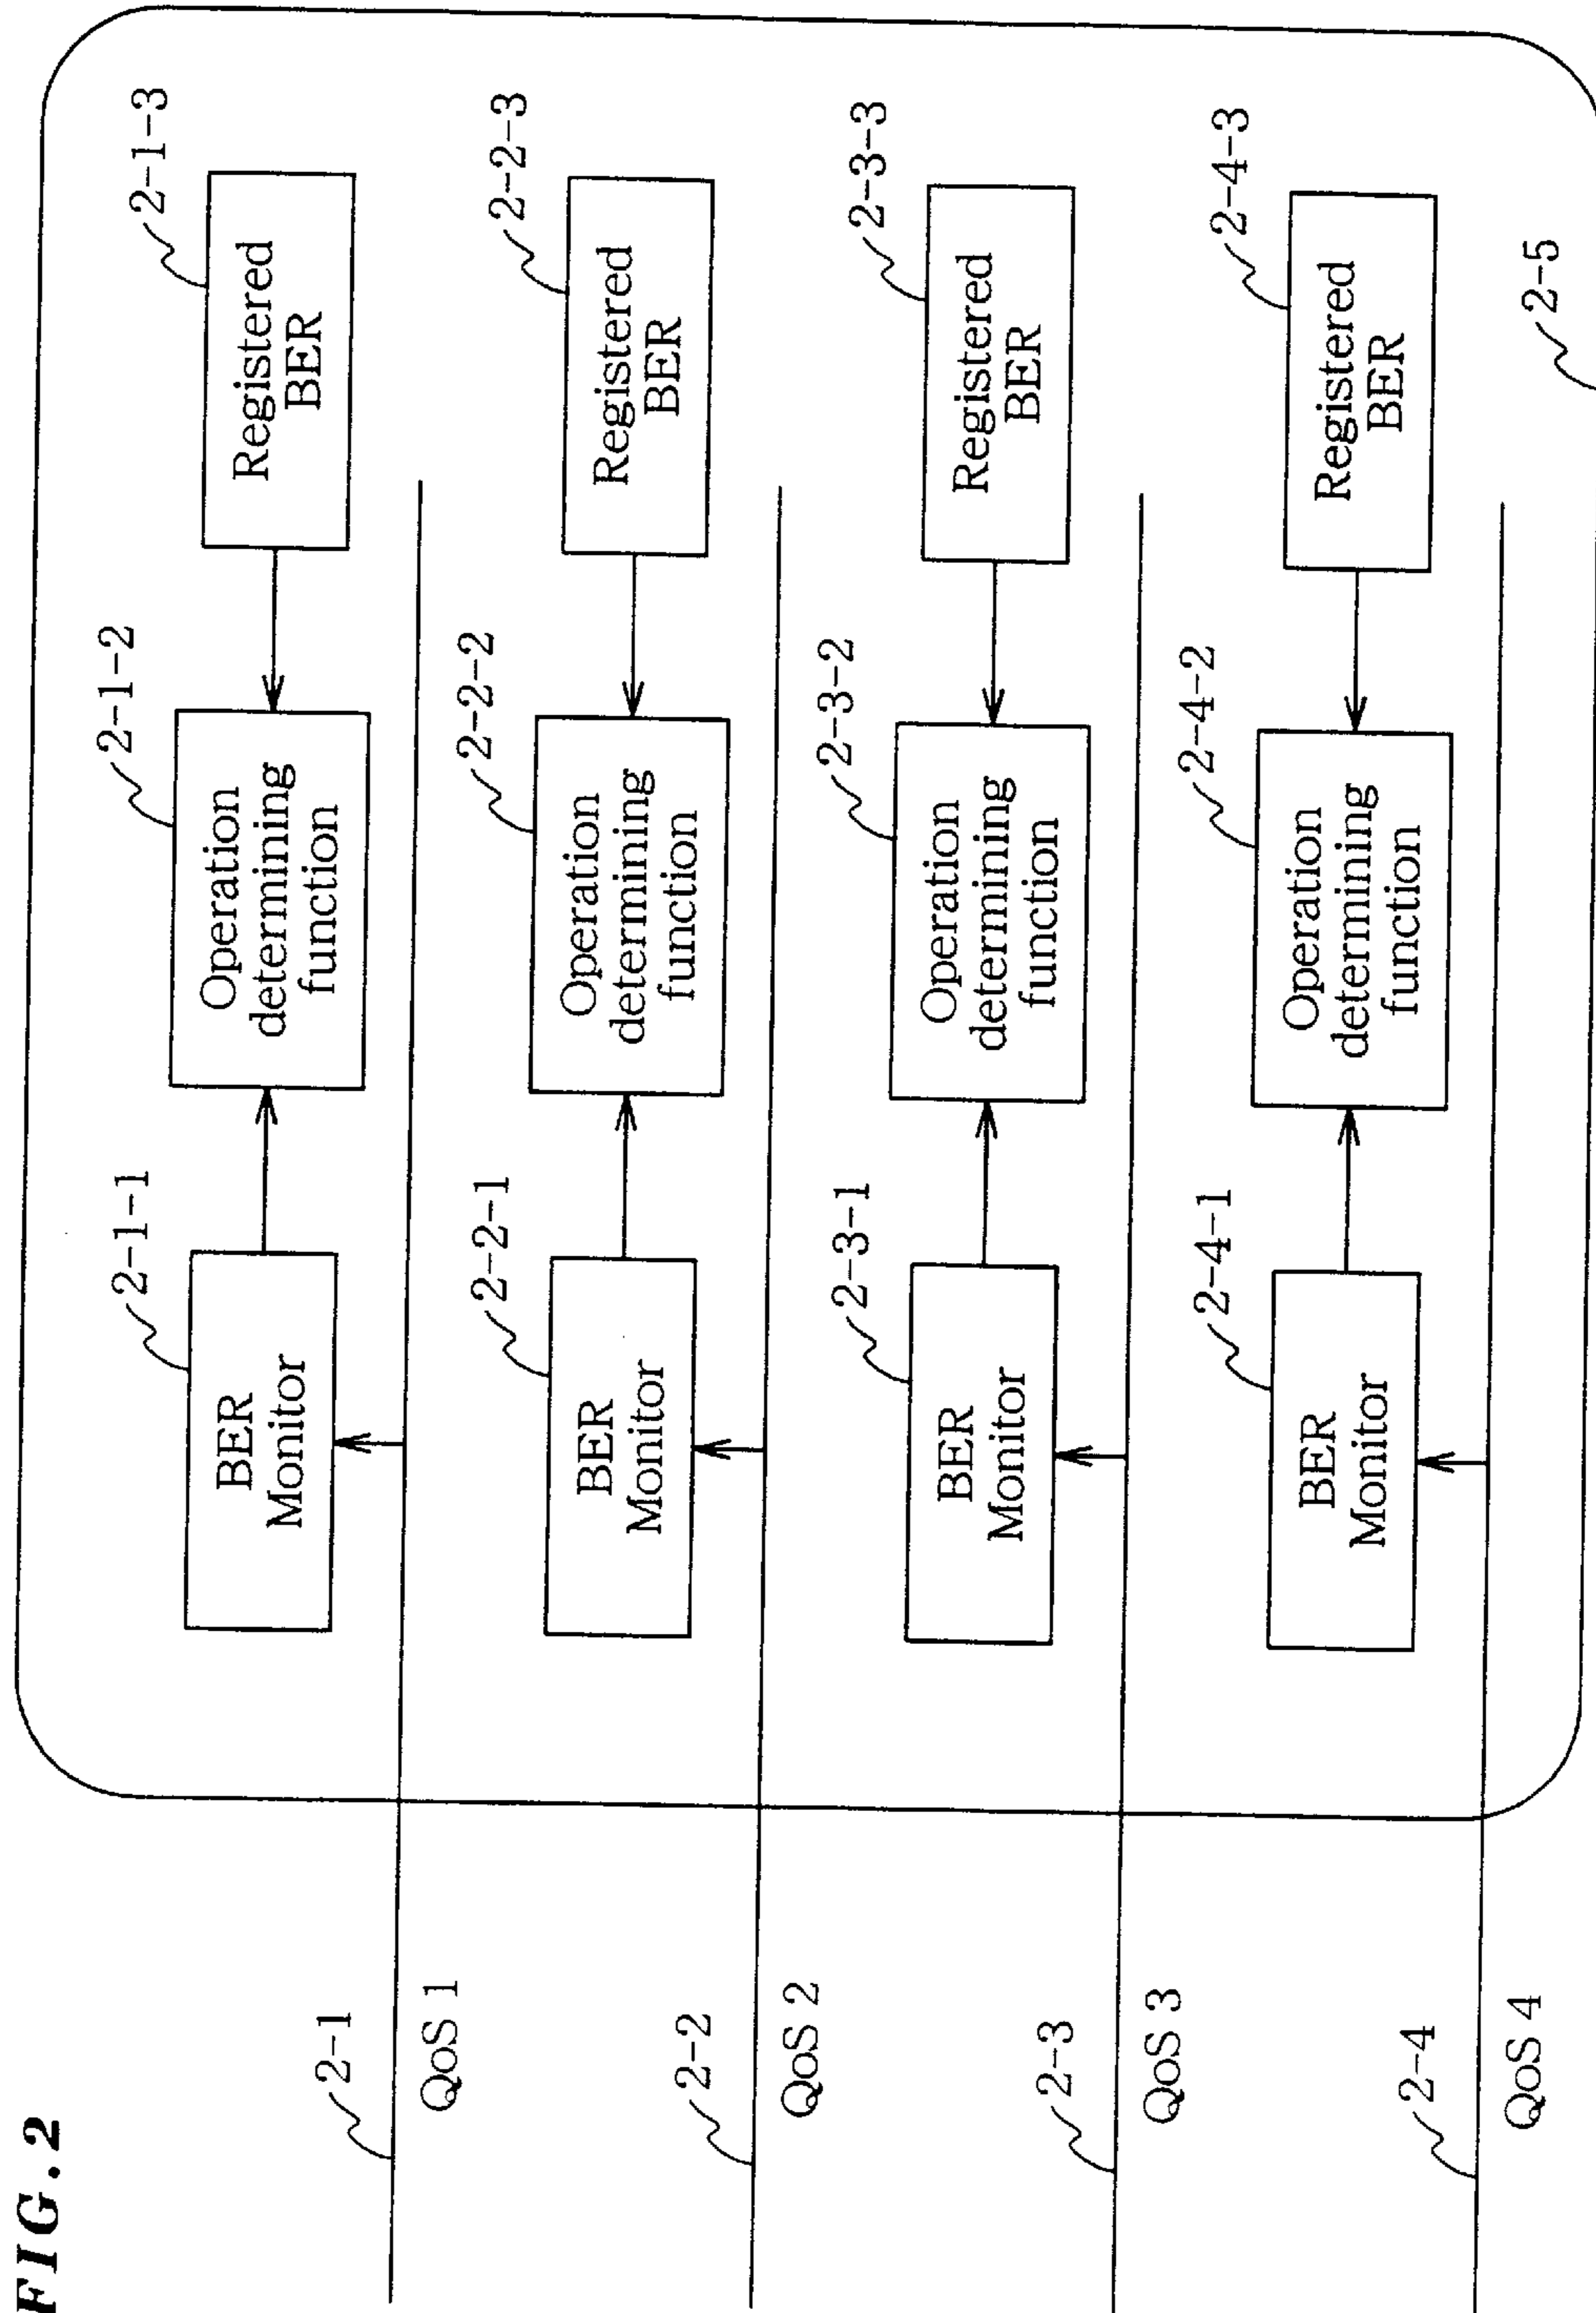 FIG.2
2-1-1
2-1-2
2-1-3
BER
Monitor
Operation
determining
function
Registered
BER
2-1
QoS 1
2-2-1
2-2-2
2-2-3
BER
Monitor
Operation
determining
function
Registered
BER
2-2
QoS 2
2-3-1
2-3-2
2-3-3
BER
Monitor
Operation
determining
function
Registered
BER
2-3
QoS 3
2-4-1
2-4-2
2-4-3
BER
Monitor
Operation
determining
function
Registered
BER
2-4
QoS 4
2-5